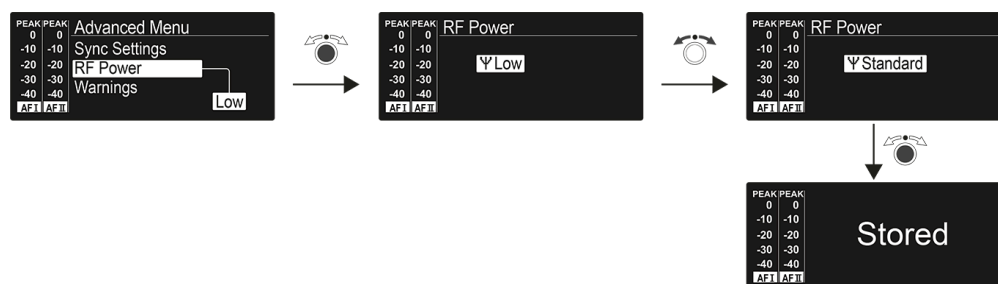 PEAK PEAK Advanced Menu
0 0
-10 -10 Sync Settings
-20 -20 RF Power
-30 -30 Warnings
-40 -40 Low
AF I AF II
PEAK PEAK RF Power
0 0
-10 -10
-20 -20 Low
-30 -30
-40 -40
AF I AF II
PEAK PEAK RF Power
0 0
-10 -10
-20 -20 Standard
-30 -30
-40 -40
AF I AF II
PEAK PEAK
0 0
-10 -10
-20 -20 Stored
-30 -30
-40 -40
AF I AF II